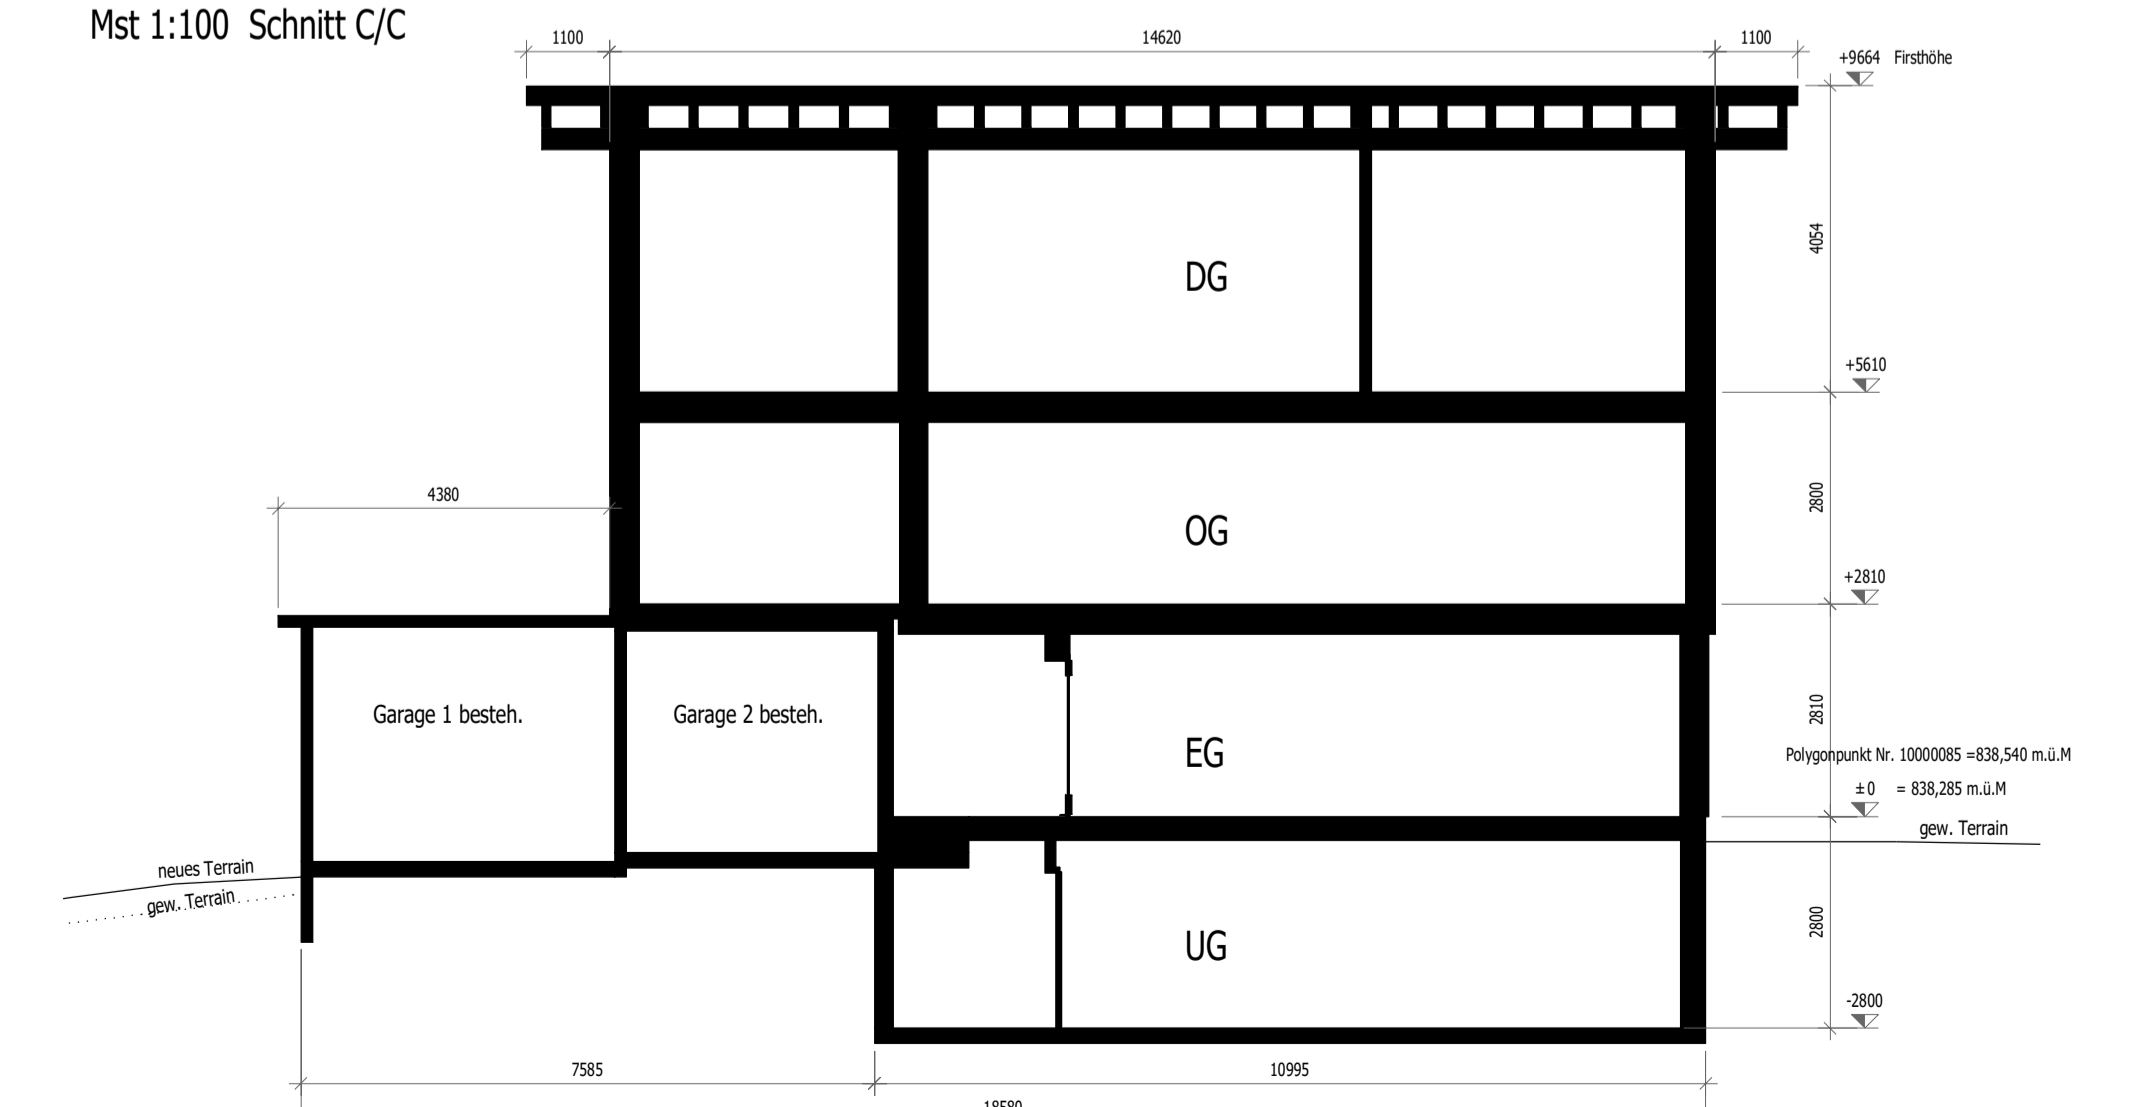 Mst 1:100 Schnitt C/C
1100
14620
1100
+9664 Firsthöhe
4054
DG
+5610
4380
2800
OG
+2810
Garage 1 besteh.
Garage 2 besteh.
2810
EG
Polygonpunkt Nr. 10000085 =838,540 m.ü.M
±0 = 838,285 m.ü.M
gew. Terrain
neues Terrain
gew. Terrain
2800
UG
-2800
7585
10995
18580